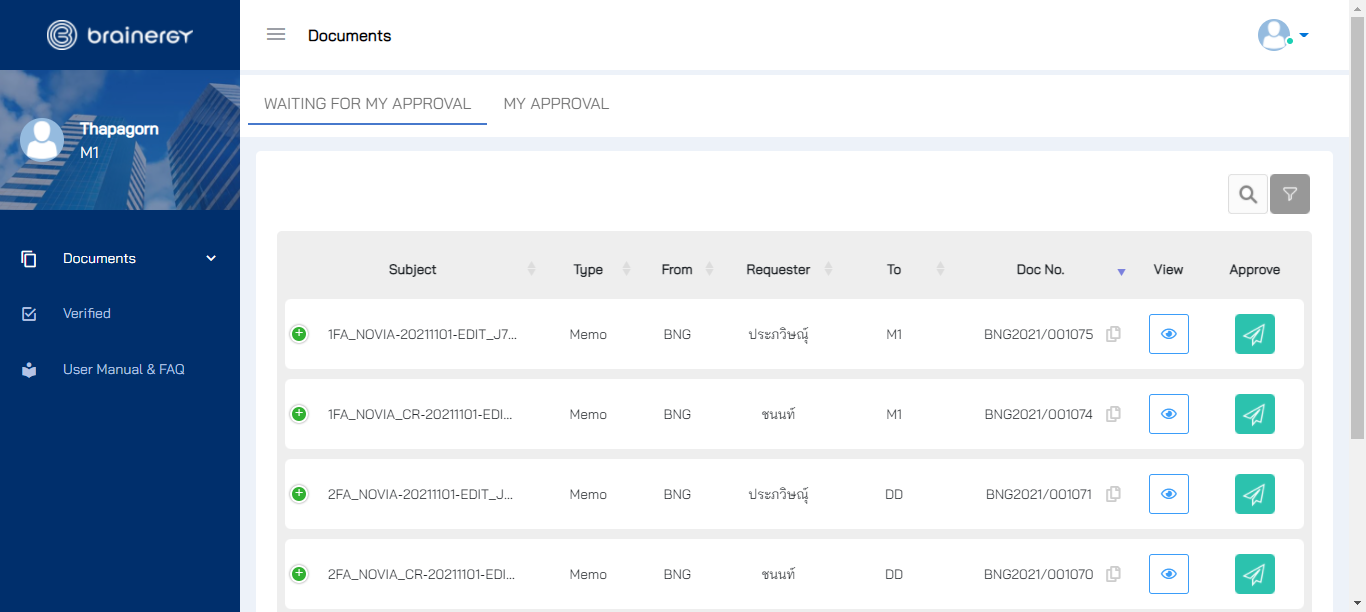 brainergy
Documents
Thapagorn
M1
Documents
Verified
User Manual & FAQ
WAITING FOR MY APPROVAL MY APPROVAL
Subject Type From Requester To Doc No. View Approve
1FA_NOVIA-20211101-EDIT_J7... Memo BNG ประภวิษณุ์ M1 BNG2021/001075
1FA_NOVIA_CR-20211101-EDI... Memo BNG ชนนท์ M1 BNG2021/001074
2FA_NOVIA-20211101-EDIT_J... Memo BNG ประภวิษณุ์ DD BNG2021/001071
2FA_NOVIA_CR-20211101-EDI... Memo BNG ชนนท์ DD BNG2021/001070